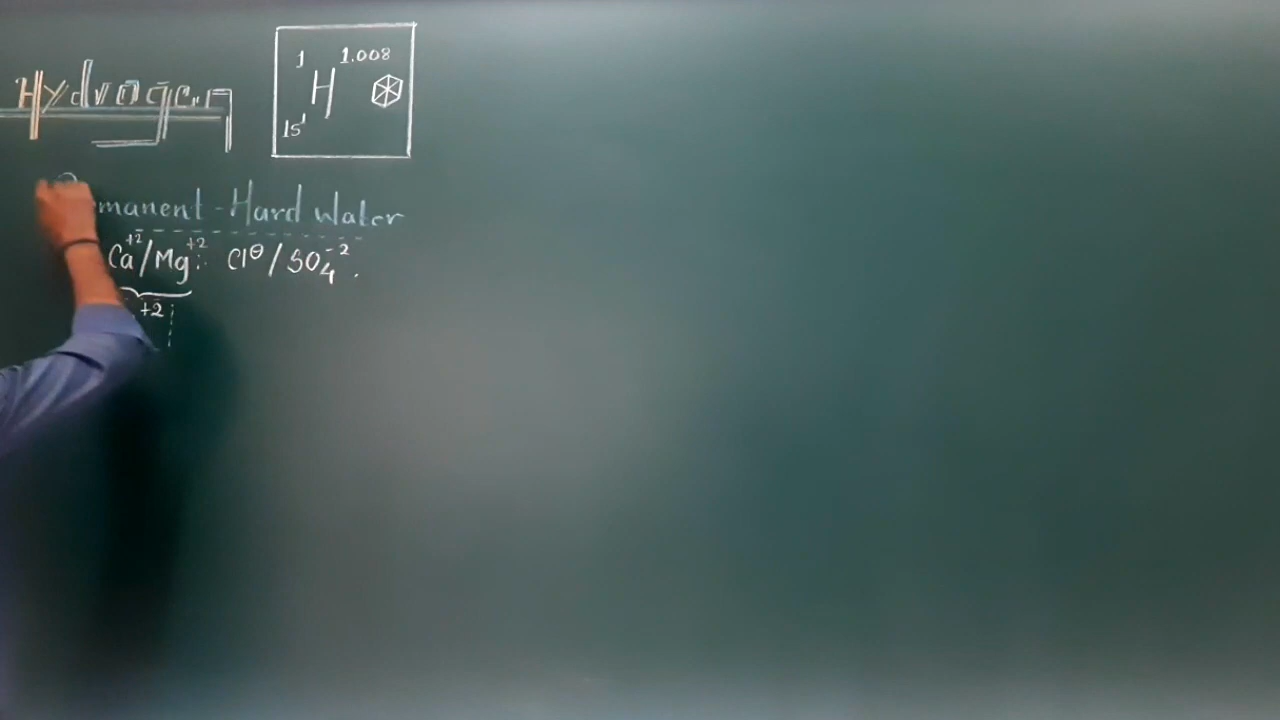 Hydrogen
1 1.008
H
1s¹
manent - Hard Water
Ca⁺²/Mg⁺²: Cl⊖ / SO₄⁻².
+2